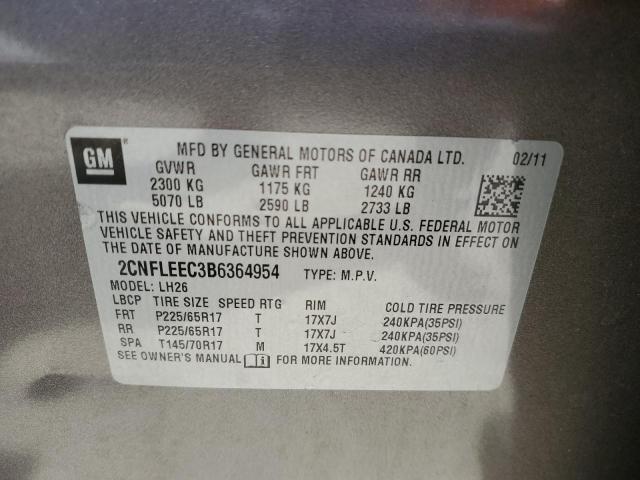 GM
MFD BY GENERAL MOTORS OF CANADA LTD. 02/11
GVWR GAWR FRT GAWR RR
2300 KG 1175 KG 1240 KG
5070 LB 2590 LB 2733 LB
THIS VEHICLE CONFORMS TO ALL APPLICABLE U.S. FEDERAL MOTOR
VEHICLE SAFETY AND THEFT PREVENTION STANDARDS IN EFFECT ON
THE DATE OF MANUFACTURE SHOWN ABOVE.
2CNFLEEC3B6364954 TYPE: M.P.V.
MODEL: LH26
LBCP TIRE SIZE SPEED RTG RIM COLD TIRE PRESSURE
FRT P225/65R17 T 17X7J 240KPA(35PSI)
RR P225/65R17 T 17X7J 240KPA(35PSI)
SPA T145/70R17 M 17X4.5T 420KPA(60PSI)
SEE OWNER'S MANUAL FOR MORE INFORMATION.